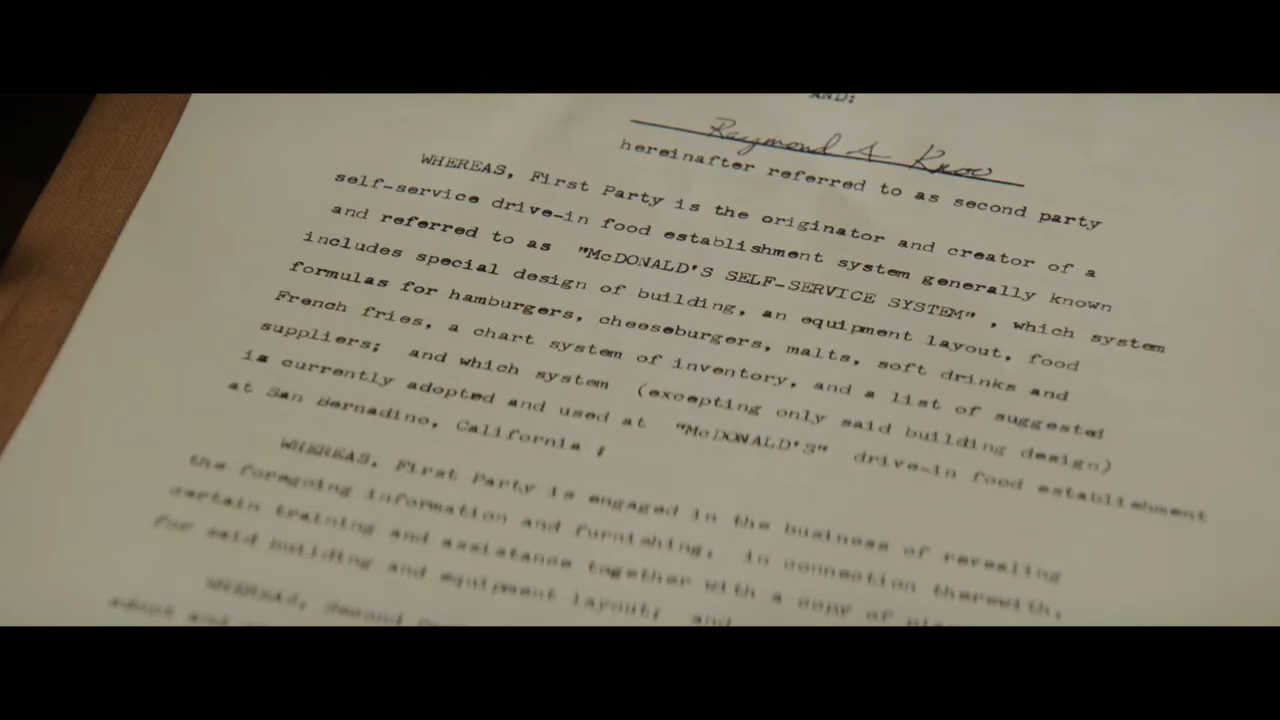 AND:
Raymond A Kroc
hereinafter referred to as second party
WHEREAS, First Party is the originator and creator of a
self-service drive-in food establishment system generally known
and referred to as "McDONALD'S SELF-SERVICE SYSTEM", which system
includes special design of building, an equipment layout, food
formulas for hamburgers, cheeseburgers, malts, soft drinks and
French fries, a chart system of inventory, and a list of suggested
suppliers; and which system (excepting only said building design)
is currently adopted and used at "McDONALD'S" drive-in food establishment
at San Bernadino, California ;
WHEREAS, First Party is engaged in the business of revealing
the foregoing information and furnishing, in connection therewith,
certain training and assistance together with a copy of
for said building and equipment layout; and
WHEREAS, Second
adopt and